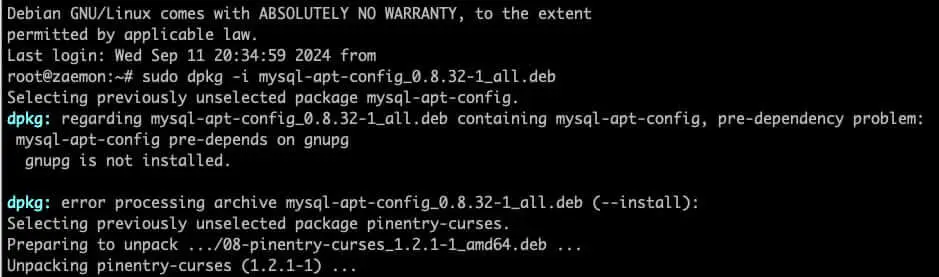 Debian GNU/Linux comes with ABSOLUTELY NO WARRANTY, to the extent
permitted by applicable law.
Last login: Wed Sep 11 20:34:59 2024 from
root@zaemon:~# sudo dpkg -i mysql-apt-config_0.8.32-1_all.deb
Selecting previously unselected package mysql-apt-config.
dpkg: regarding mysql-apt-config_0.8.32-1_all.deb containing mysql-apt-config, pre-dependency problem:
 mysql-apt-config pre-depends on gnupg
  gnupg is not installed.

dpkg: error processing archive mysql-apt-config_0.8.32-1_all.deb (--install):
Selecting previously unselected package pinentry-curses.
Preparing to unpack .../08-pinentry-curses_1.2.1-1_amd64.deb ...
Unpacking pinentry-curses (1.2.1-1) ...